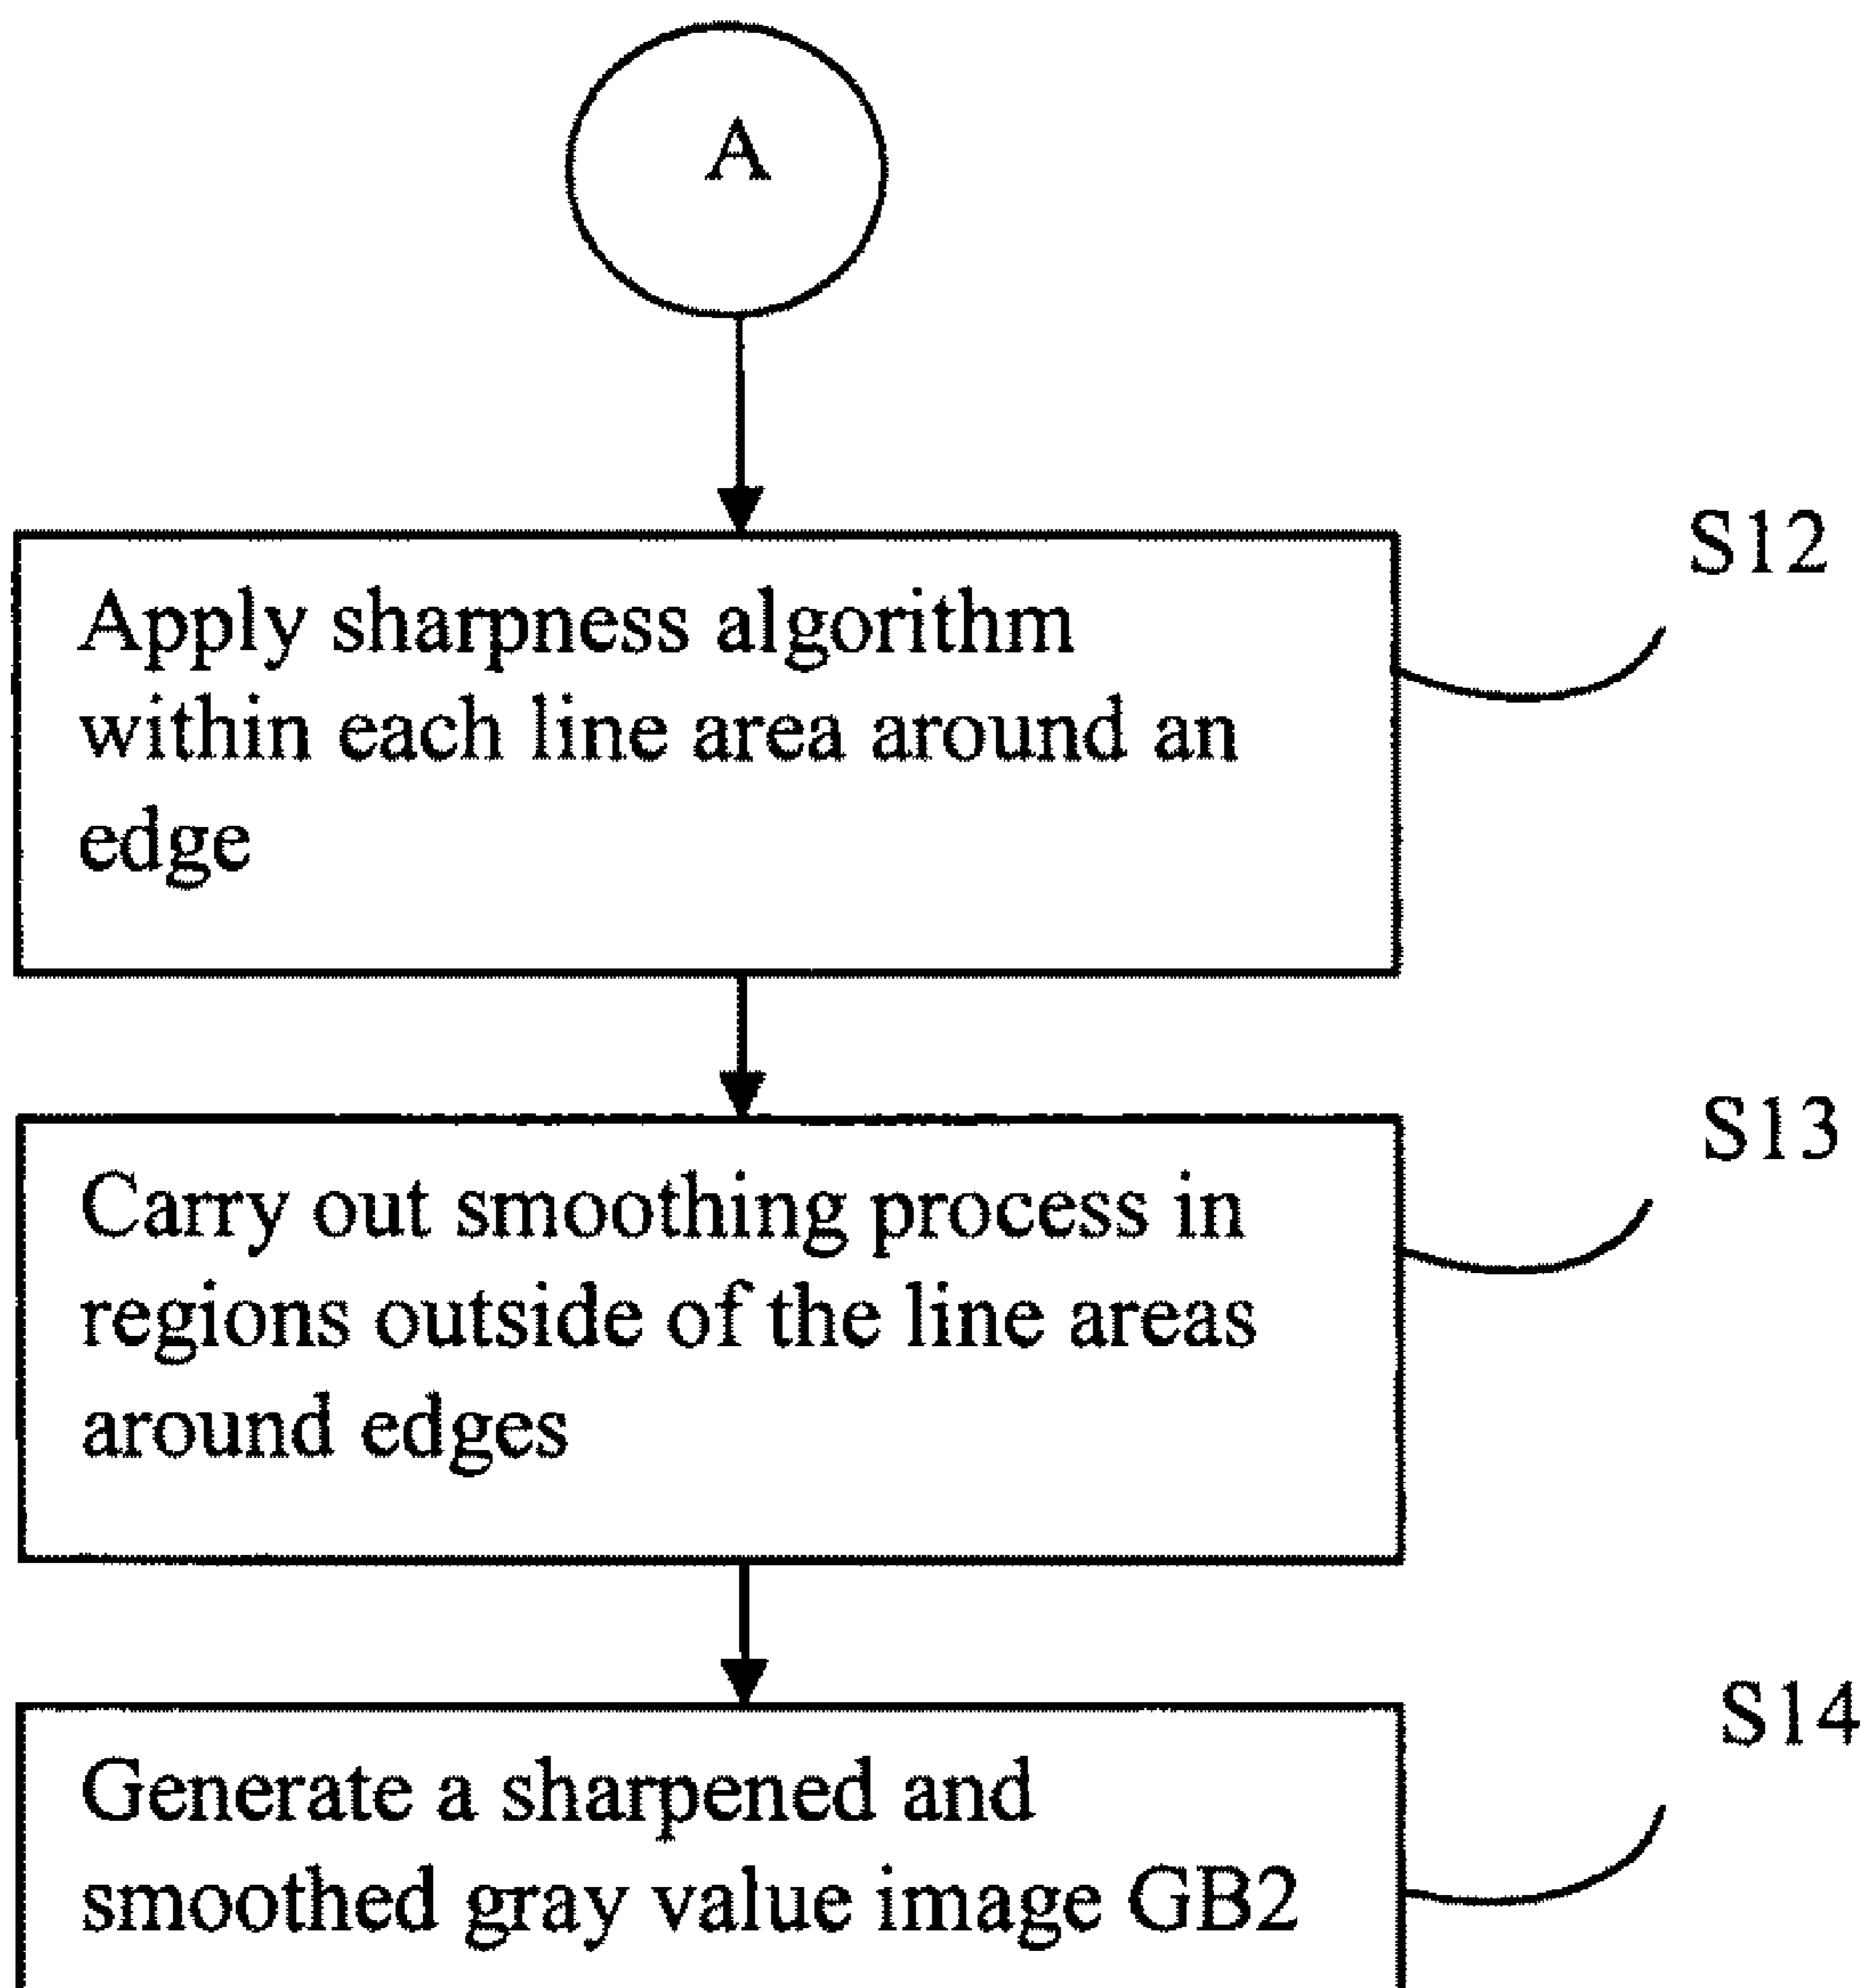 A
S12
Apply sharpness algorithm
within each line area around an
edge
S13
Carry out smoothing process in
regions outside of the line areas
around edges
S14
Generate a sharpened and
smoothed gray value image GB2